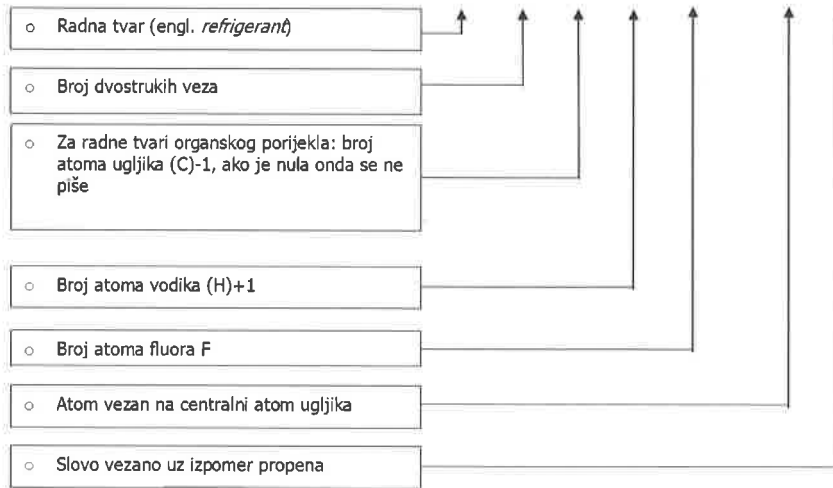 ○ Radna tvar (engl. refrigerant)
○ Broj dvostrukih veza
○ Za radne tvari organskog porijekla: broj
atoma ugljika (C)-1, ako je nula onda se ne
piše
○ Broj atoma vodika (H)+1
○ Broj atoma fluora F
○ Atom vezan na centralni atom ugljika
○ Slovo vezano uz izpomer propena